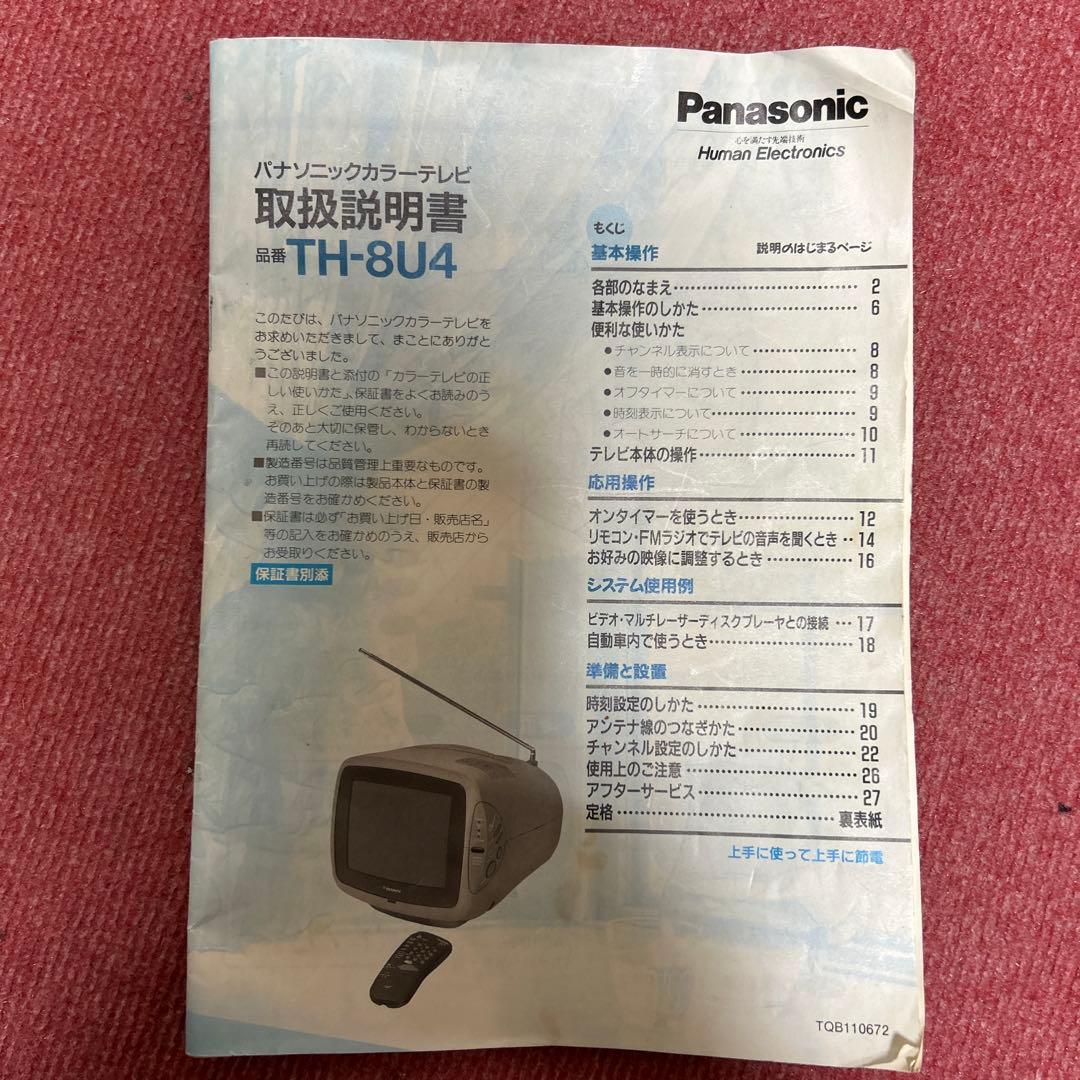 Panasonic
心を満たす先端技術
Human Electronics
パナソニックカラーテレビ
取扱説明書
品番 TH-8U4
このたびは、パナソニックカラーテレビを
お求めいただきまして、まことにありがと
うございました。
■この説明書と添付の「カラーテレビの正
しい使いかた」、保証書をよくお読みのう
え、正しくご使用ください。
そのあと大切に保管し、わからないとき
再読してください。
■製造番号は品質管理上重要なものです。
お買い上げの際は製品本体と保証書の製
造番号をお確かめください。
■保証書は必ず「お買い上げ日・販売店名」
等の記入をお確かめのうえ、販売店から
お受取りください。
保証書別添
もくじ
基本操作 説明のはじまるページ
各部のなまえ 2
基本操作のしかた 6
便利な使いかた
●チャンネル表示について 8
●音を一時的に消すとき 8
●オフタイマーについて 9
●時刻表示について 9
●オートサーチについて 10
テレビ本体の操作 11
応用操作
オンタイマーを使うとき 12
リモコン・FMラジオでテレビの音声を聞くとき 14
お好みの映像に調整するとき 16
システム使用例
ビデオ・マルチレーザーディスクプレーヤとの接続 17
自動車内で使うとき 18
準備と設置
時刻設定のしかた 19
アンテナ線のつなぎかた 20
チャンネル設定のしかた 22
使用上のご注意 26
アフターサービス 27
定格 裏表紙
上手に使って上手に節電
TQB110672